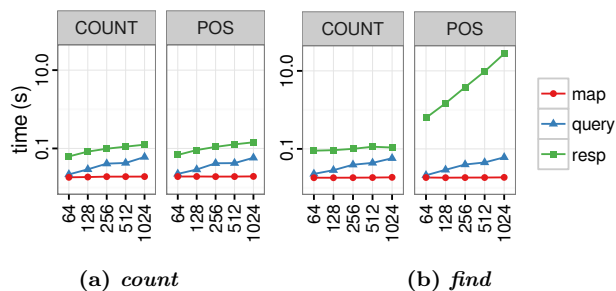 COUNT POS COUNT POS
time (s)
10.0
0.1
64 128 256 512 1024
64 128 256 512 1024
(a) count
10.0
0.1
64 128 256 512 1024
64 128 256 512 1024
(b) find
map
query
resp